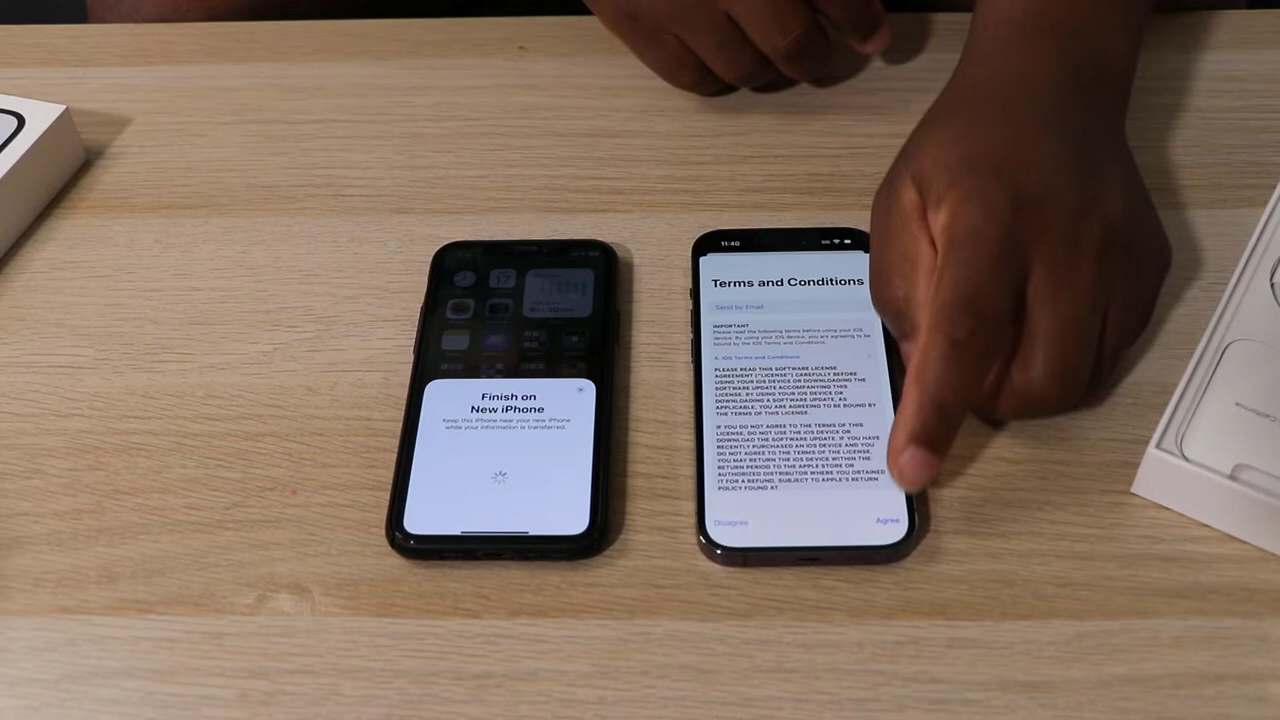 17
Finish on
New iPhone
Keep this iPhone near your new iPhone
while your information is transferred.
11:40
Terms and Conditions
Send by Email
IMPORTANT
Please read the following terms before using your iOS
device. By using your iOS device, you are agreeing to be
bound by the iOS Terms and Conditions.
A. iOS Terms and Conditions
PLEASE READ THIS SOFTWARE LICENSE
AGREEMENT ("LICENSE") CAREFULLY BEFORE
USING YOUR IOS DEVICE OR DOWNLOADING THE
SOFTWARE UPDATE ACCOMPANYING THIS
LICENSE. BY USING YOUR IOS DEVICE OR
DOWNLOADING A SOFTWARE UPDATE, AS
APPLICABLE, YOU ARE AGREEING TO BE BOUND BY
THE TERMS OF THIS LICENSE.
IF YOU DO NOT AGREE TO THE TERMS OF THIS
LICENSE, DO NOT USE THE IOS DEVICE OR
DOWNLOAD THE SOFTWARE UPDATE. IF YOU HAVE
RECENTLY PURCHASED AN IOS DEVICE AND YOU
DO NOT AGREE TO THE TERMS OF THE LICENSE,
YOU MAY RETURN THE IOS DEVICE WITHIN THE
RETURN PERIOD TO THE APPLE STORE OR
AUTHORIZED DISTRIBUTOR WHERE YOU OBTAINED
IT FOR A REFUND, SUBJECT TO APPLE'S RETURN
POLICY FOUND AT
Disagree
Agree
California